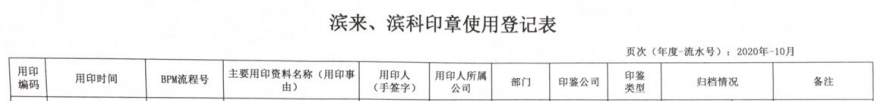 滨来、滨科印章使用登记表
页次（年度-流水号）：2020年-10月
用印编码 用印时间 BPM流程号 主要用印资料名称（用印事由） 用印人（手签字） 用印人所属公司 部门 印鉴公司 印鉴类型 归档情况 备注